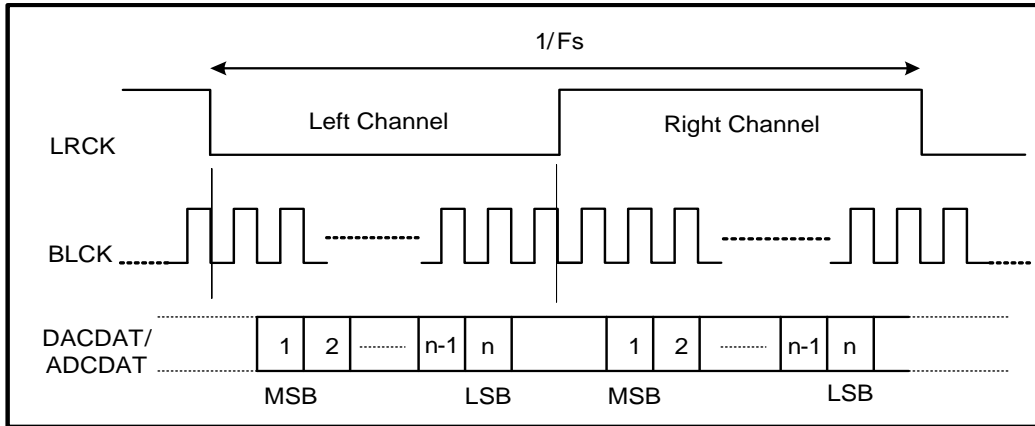 1/Fs
Left Channel
Right Channel
LRCK
BLCK
DACDAT/
ADCDAT
1 2 n-1 n 1 2 n-1 n
MSB LSB MSB LSB